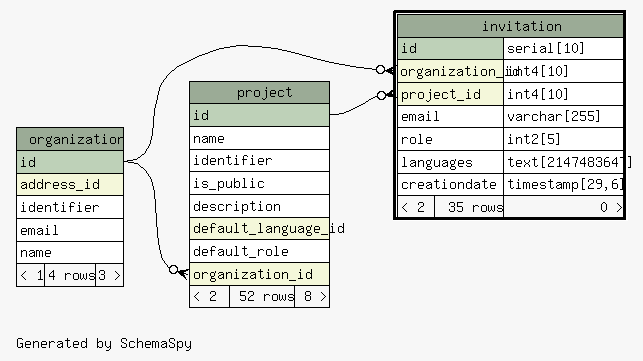 invitation
id serial[10]
organization_id int4[10]
project_id int4[10]
email varchar[255]
role int2[5]
languages text[2147483647]
creationdate timestamp[29,6]
< 2 35 rows 0 >
project
id
name
identifier
is_public
description
default_language_id
default_role
organization_id
< 2 52 rows 8 >
organization
id
address_id
identifier
email
name
< 1 4 rows 3 >
Generated by SchemaSpy